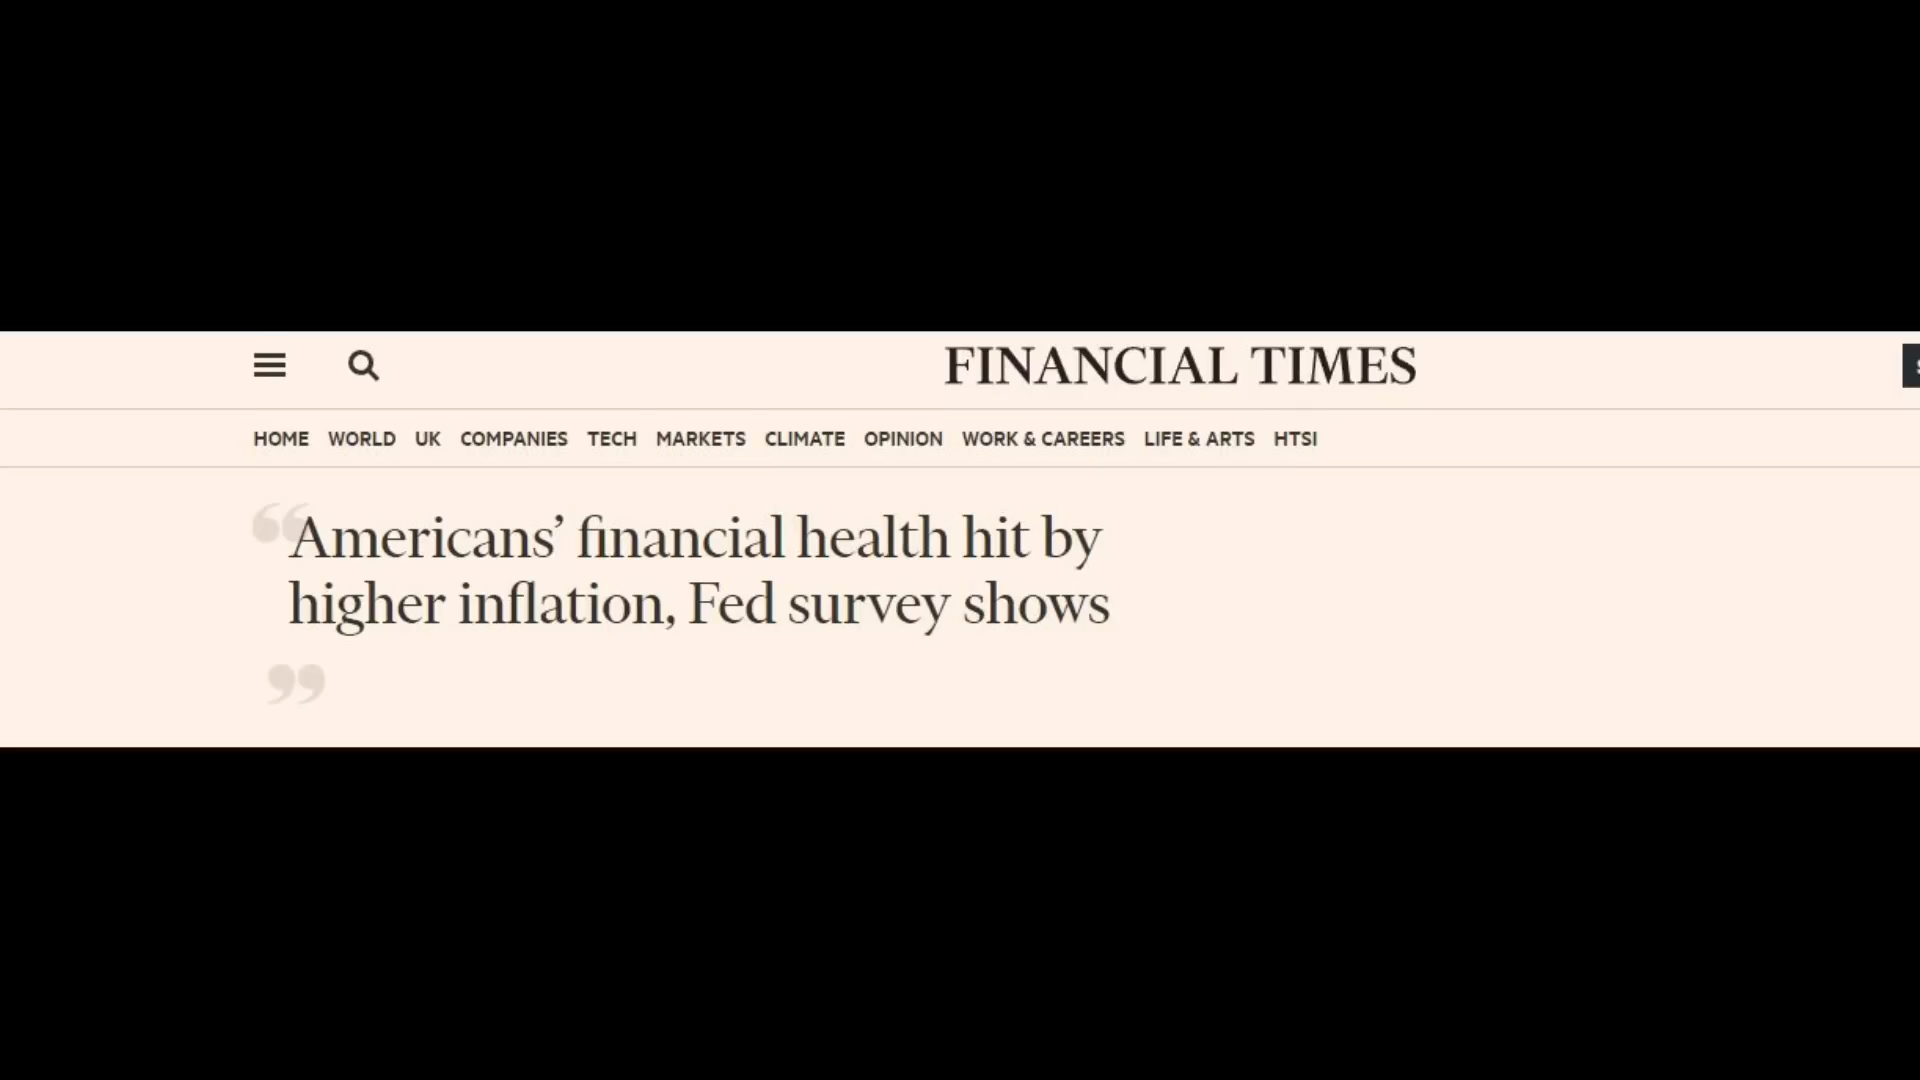 FINANCIAL TIMES
HOME WORLD UK COMPANIES TECH MARKETS CLIMATE OPINION WORK & CAREERS LIFE & ARTS HTSI
“Americans’ financial health hit by
higher inflation, Fed survey shows
”